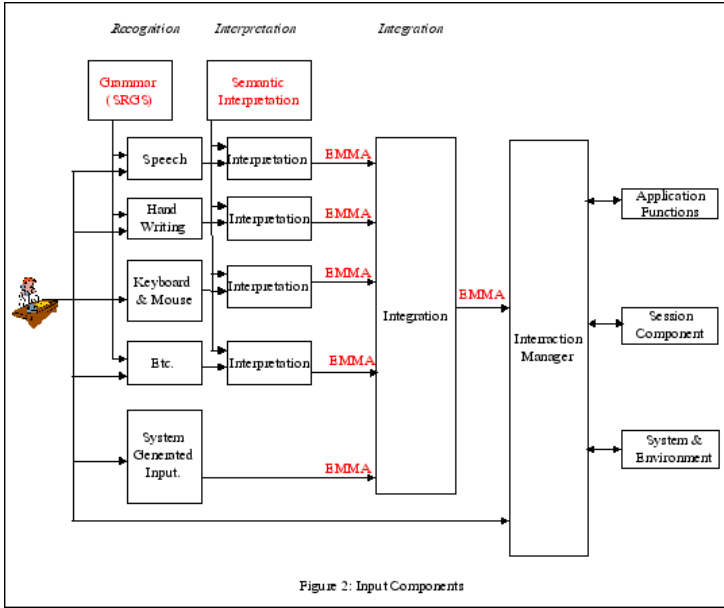 Recognition Interpretation Integration
Grammar
(SRGS)
Semantic
Interpretation
Speech
Interpretation
EMMA
Hand
Writing
Interpretation
EMMA
Keyboard
& Mouse
Interpretation
EMMA
Etc.
Interpretation
EMMA
System
Generated
Input.
EMMA
Integration
EMMA
Interraction
Manager
Application
Functions
Session
Component
System &
Environment
Figure 2: Input Components